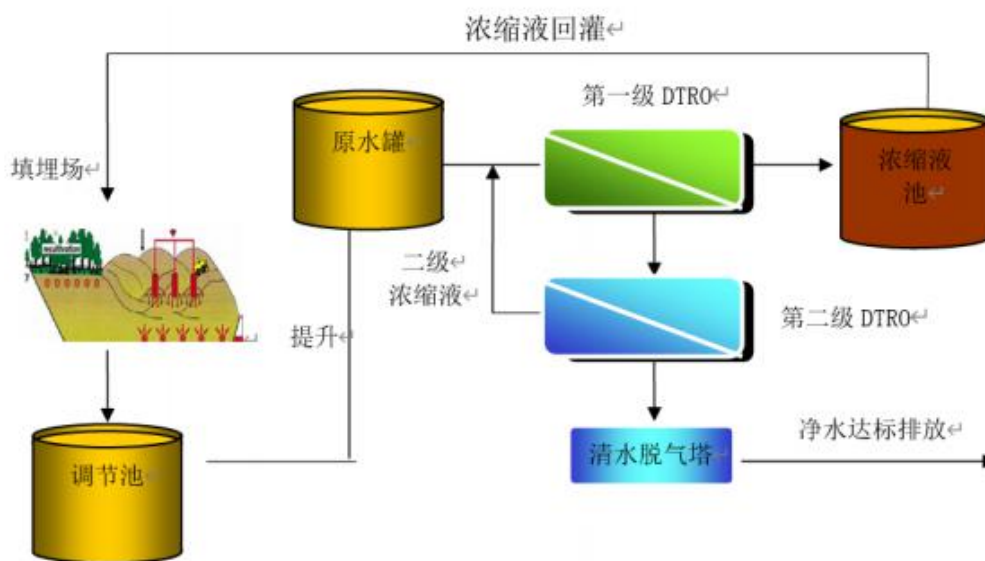 浓缩液回灌↵
第一级 DTRO↵
原水罐↵
浓缩液
池↵
填埋场↵
二级↵
浓缩液↵
第二级 DTRO↵
提升↵
净水达标排放↵
清水脱气塔↵
调节池↵